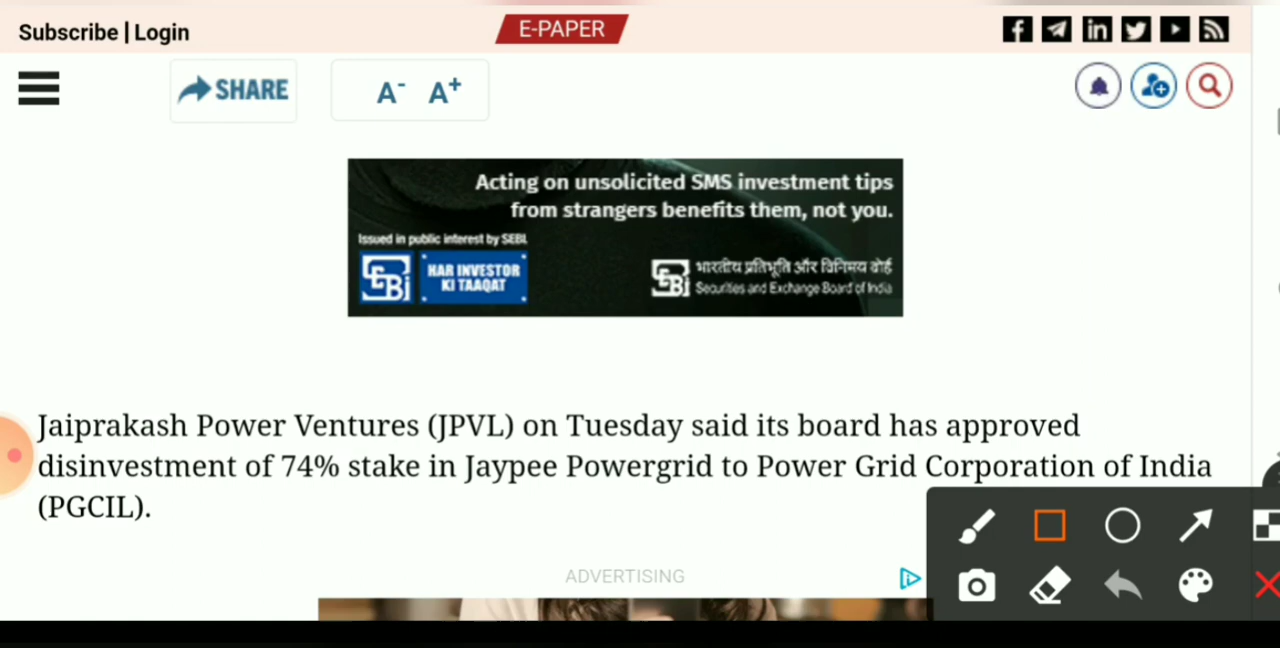 Subscribe | Login
E-PAPER
SHARE
A- A+
Acting on unsolicited SMS investment tips
from strangers benefits them, not you.
Issued in public interest by SEBI.
SEBI HAR INVESTOR
KI TAAQAT
SEBI भारतीय प्रतिभूति और विनिमय बोर्ड
Securities and Exchange Board of India
Jaiprakash Power Ventures (JPVL) on Tuesday said its board has approved
disinvestment of 74% stake in Jaypee Powergrid to Power Grid Corporation of India
(PGCIL).
ADVERTISING